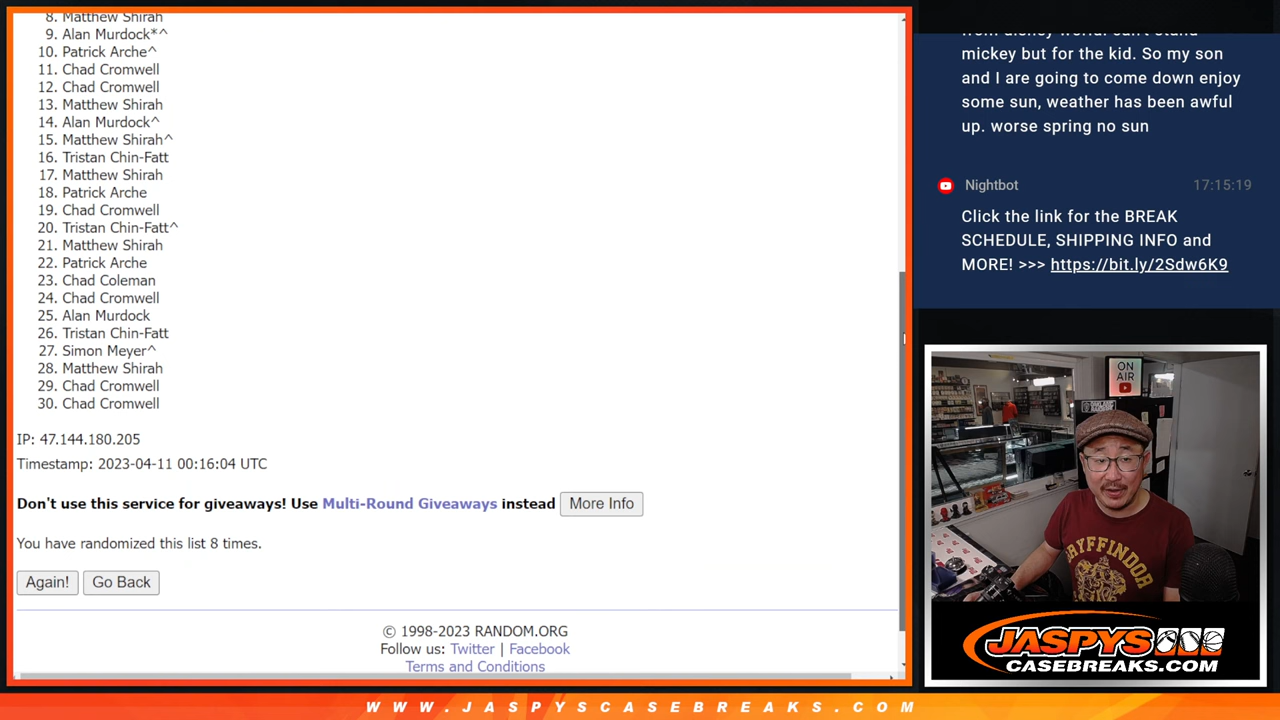 8. Matthew Shirah
9. Alan Murdock*^
10. Patrick Arche^
11. Chad Cromwell
12. Chad Cromwell
13. Matthew Shirah
14. Alan Murdock^
15. Matthew Shirah^
16. Tristan Chin-Fatt
17. Matthew Shirah
18. Patrick Arche
19. Chad Cromwell
20. Tristan Chin-Fatt^
21. Matthew Shirah
22. Patrick Arche
23. Chad Coleman
24. Chad Cromwell
25. Alan Murdock
26. Tristan Chin-Fatt
27. Simon Meyer^
28. Matthew Shirah
29. Chad Cromwell
30. Chad Cromwell
IP: 47.144.180.205
Timestamp: 2023-04-11 00:16:04 UTC
Don't use this service for giveaways! Use Multi-Round Giveaways instead More Info
You have randomized this list 8 times.
Again! Go Back
© 1998-2023 RANDOM.ORG
Follow us: Twitter | Facebook
Terms and Conditions
from disney world. can't stand
mickey but for the kid. So my son
and I are going to come down enjoy
some sun, weather has been awful
up. worse spring no sun
Nightbot 17:15:19
Click the link for the BREAK
SCHEDULE, SHIPPING INFO and
MORE! >>> https://bit.ly/2Sdw6K9
ON
AIR
GRYFFINDOR
JASPYS
CASEBREAKS.COM
WWW.JASPYSCASEBREAKS.COM